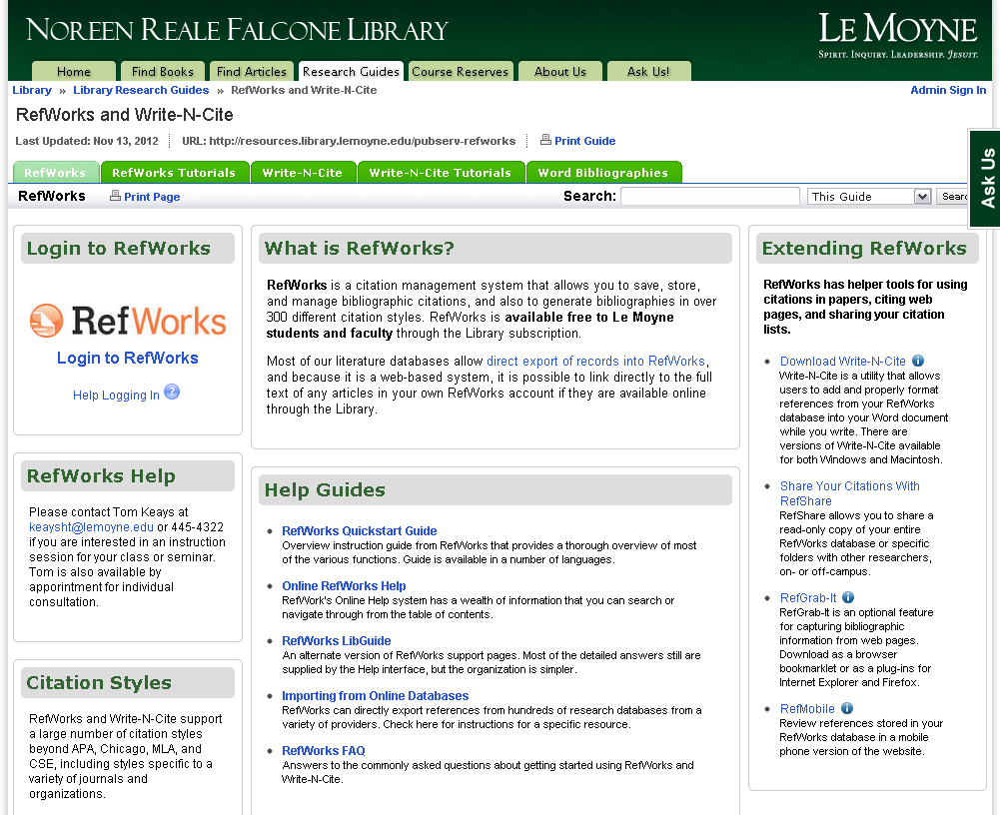 NOREEN REALE FALCONE LIBRARY
LE MOYNE
SPIRIT. INQUIRY. LEADERSHIP. JESUIT.
Home Find Books Find Articles Research Guides Course Reserves About Us Ask Us!
Library » Library Research Guides » RefWorks and Write-N-Cite Admin Sign In
RefWorks and Write-N-Cite
Last Updated: Nov 13, 2012 URL: http://resources.library.lemoyne.edu/pubserv-refworks Print Guide
Ask Us
RefWorks RefWorks Tutorials Write-N-Cite Write-N-Cite Tutorials Word Bibliographies
RefWorks Print Page Search: This Guide Searc
Login to RefWorks
RefWorks
Login to RefWorks
Help Logging In ?
RefWorks Help
Please contact Tom Keays at
keaysht@lemoyne.edu or 445-4322
if you are interested in an instruction
session for your class or seminar.
Tom is also available by
apporintment for individual
consultation.
Citation Styles
RefWorks and Write-N-Cite support
a large number of citation styles
beyond APA, Chicago, MLA, and
CSE, including styles specific to a
variety of journals and
organizations.
What is RefWorks?
RefWorks is a citation management system that allows you to save, store,
and manage bibliographic citations, and also to generate bibliographies in over
300 different citation styles. RefWorks is available free to Le Moyne
students and faculty through the Library subscription.
Most of our literature databases allow direct export of records into RefWorks,
and because it is a web-based system, it is possible to link directly to the full
text of any articles in your own RefWorks account if they are available online
through the Library.
Help Guides
RefWorks Quickstart Guide
Overview instruction guide from RefWorks that provides a thorough overview of most
of the various functions. Guide is available in a number of languages.
Online RefWorks Help
RefWork's Online Help system has a wealth of information that you can search or
navigate through from the table of contents.
RefWorks LibGuide
An alternate version of RefWorks support pages. Most of the detailed answers still are
supplied by the Help interface, but the organization is simpler.
Importing from Online Databases
RefWorks can directly export references from hundreds of research databases from a
variety of providers. Check here for instructions for a specific resource.
RefWorks FAQ
Answers to the commonly asked questions about getting started using RefWorks and
Write-N-Cite.
Extending RefWorks
RefWorks has helper tools for using
citations in papers, citing web
pages, and sharing your citation
lists.
Download Write-N-Cite i
Write-N-Cite is a utility that allows
users to add and properly format
references from your RefWorks
database into your Word document
while you write. There are
versions of Write-N-Cite available
for both Windows and Macintosh.
Share Your Citations With
RefShare
RefShare allows you to share a
read-only copy of your entire
RefWorks database or specific
folders with other researchers,
on- or off-campus.
RefGrab-It i
RefGrab-It is an optional feature
for capturing bibliographic
information from web pages.
Download as a browser
bookmarklet or as a plug-ins for
Internet Explorer and Firefox.
RefMobile i
Review references stored in your
RefWorks database in a mobile
phone version of the website.